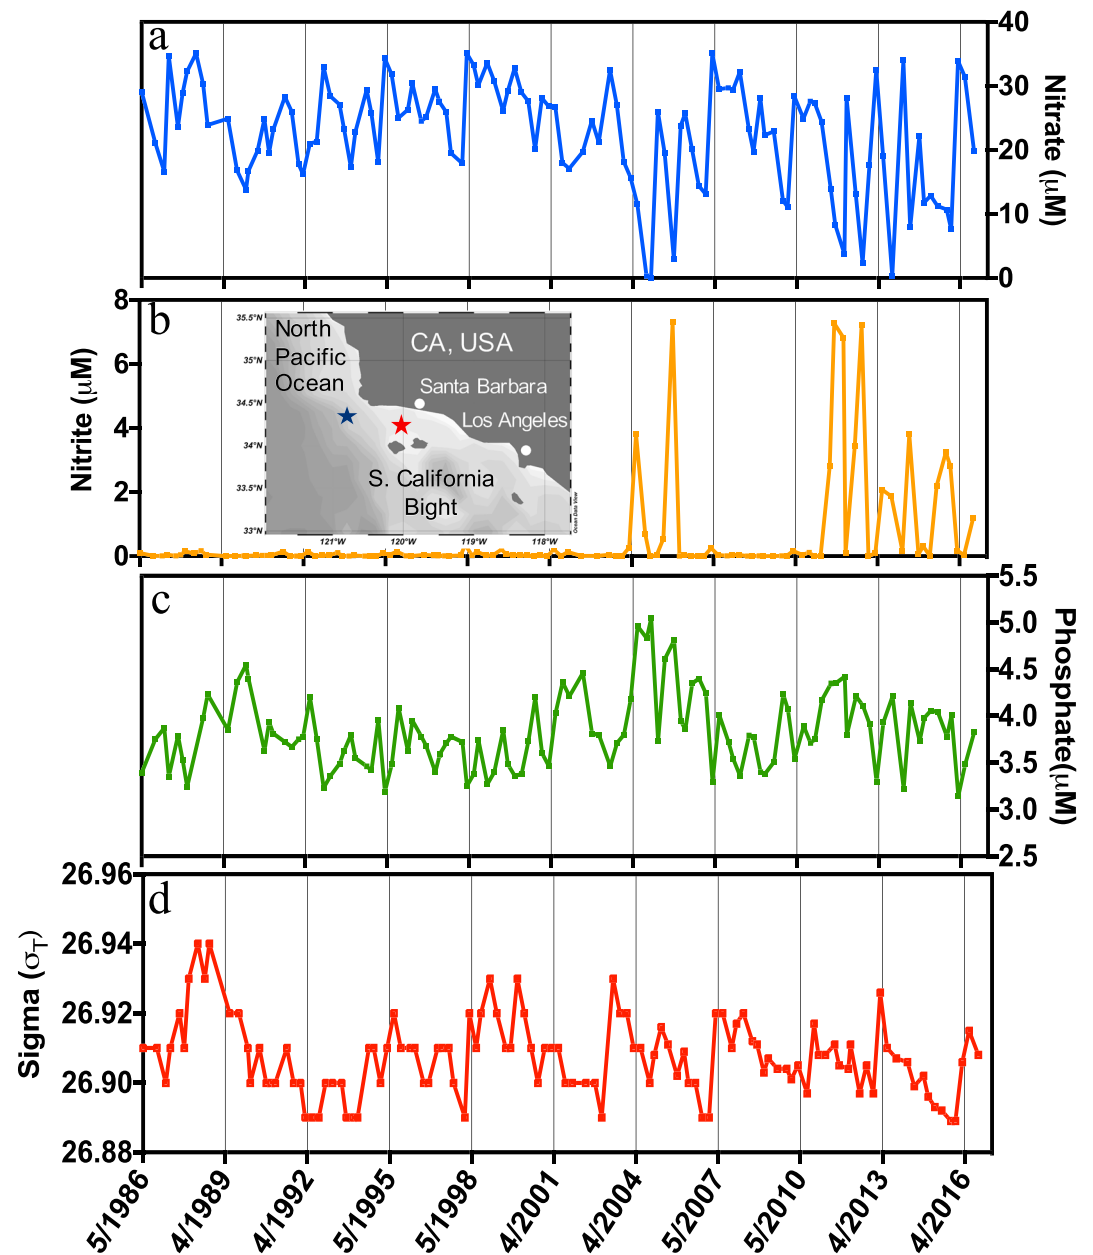 a
40
30
20
10
0
Nitrate (μM)
b
8
6
4
2
0
Nitrite (μM)
35.5°N
35°N
34.5°N
34°N
33.5°N
33°N
121°W
120°W
119°W
118°W
North
Pacific
Ocean
CA, USA
Santa Barbara
Los Angeles
S. California
Bight
Ocean Data View
c
5.5
5.0
4.5
4.0
3.5
3.0
2.5
Phosphate(μM)
d
26.96
26.94
26.92
26.90
26.88
Sigma (σT)
5/1986
4/1989
4/1992
5/1995
5/1998
4/2001
4/2004
5/2007
5/2010
4/2013
4/2016